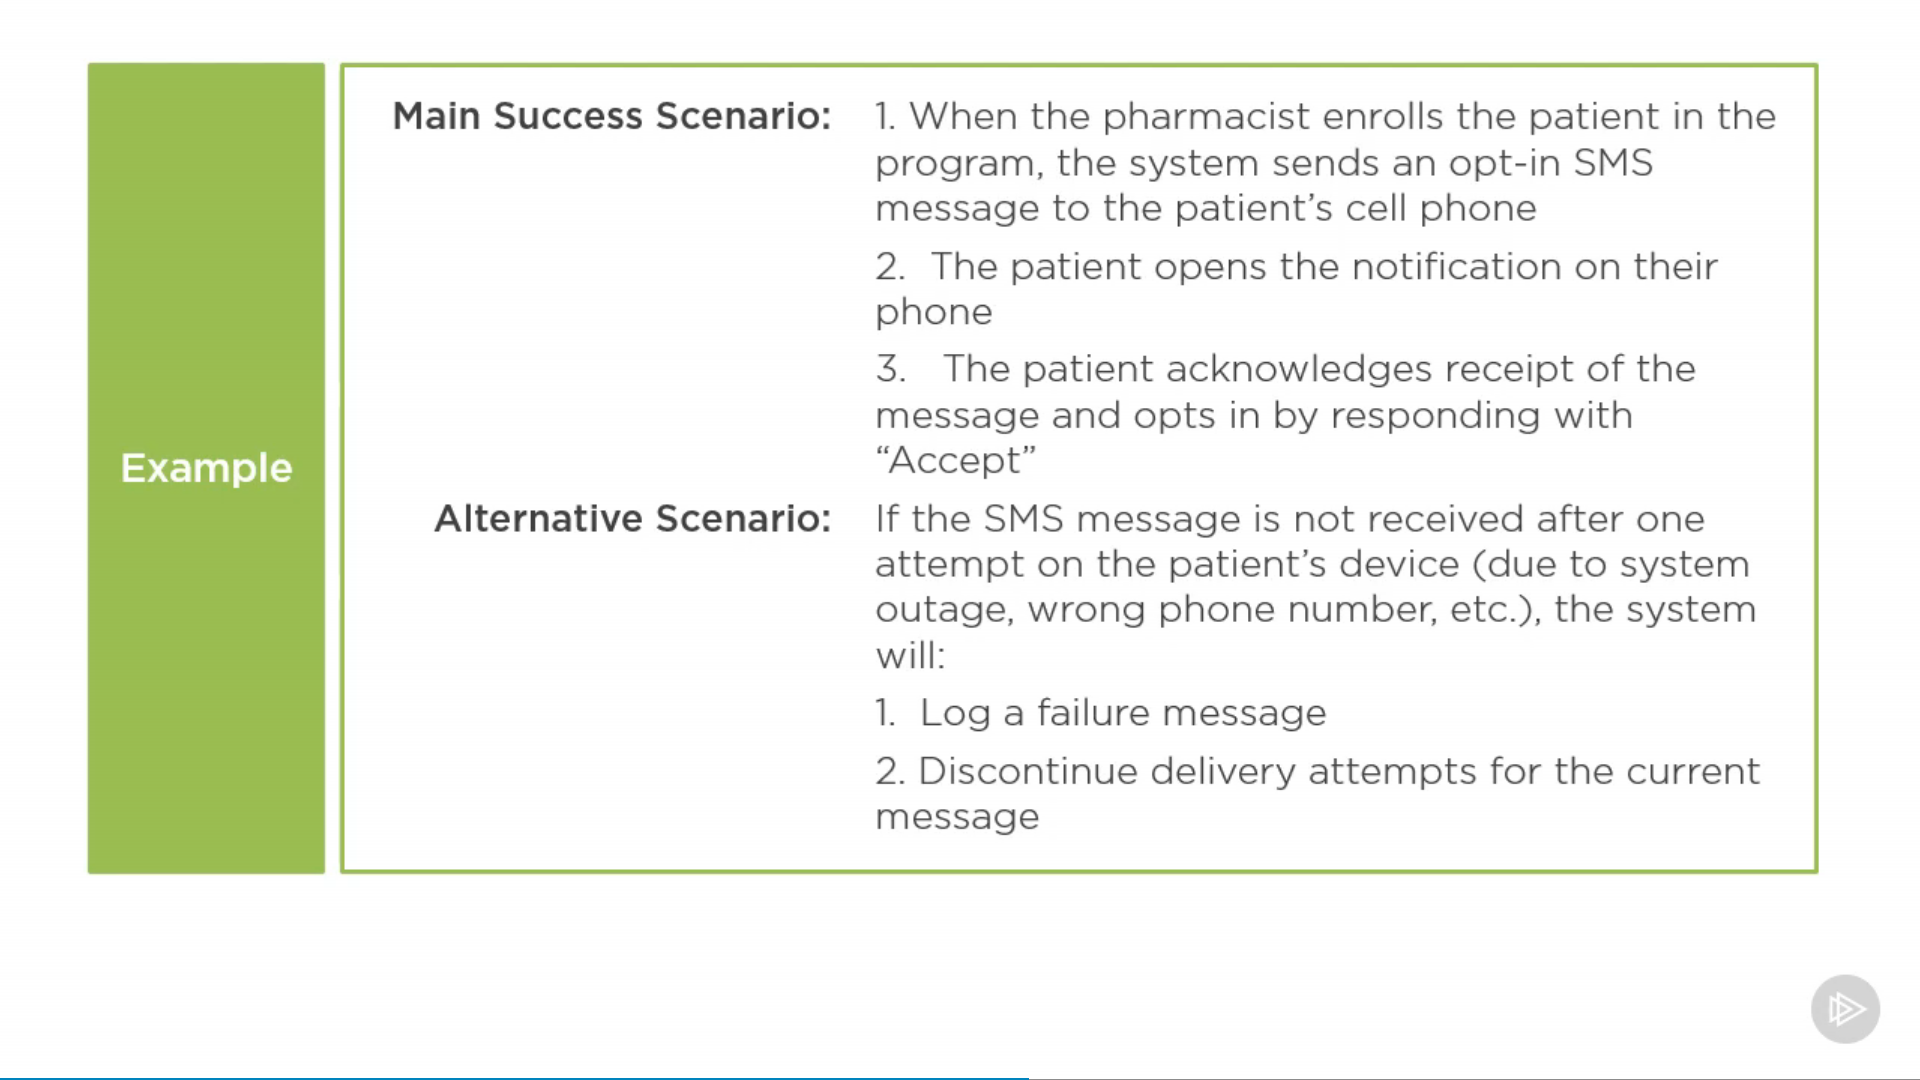 Example
Main Success Scenario:
1. When the pharmacist enrolls the patient in the
program, the system sends an opt-in SMS
message to the patient’s cell phone
2. The patient opens the notification on their
phone
3. The patient acknowledges receipt of the
message and opts in by responding with
“Accept”
Alternative Scenario:
If the SMS message is not received after one
attempt on the patient’s device (due to system
outage, wrong phone number, etc.), the system
will:
1. Log a failure message
2. Discontinue delivery attempts for the current
message